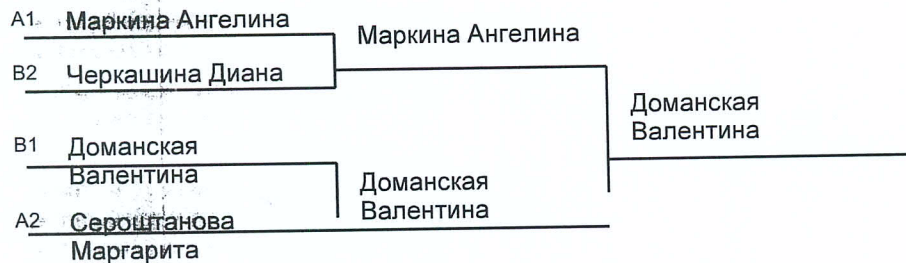 A1 Маркина Ангелина
Маркина Ангелина
B2 Черкашина Диана
Доманская
Валентина
B1 Доманская
Валентина
Доманская
Валентина
A2 Сероштанова
Маргарита